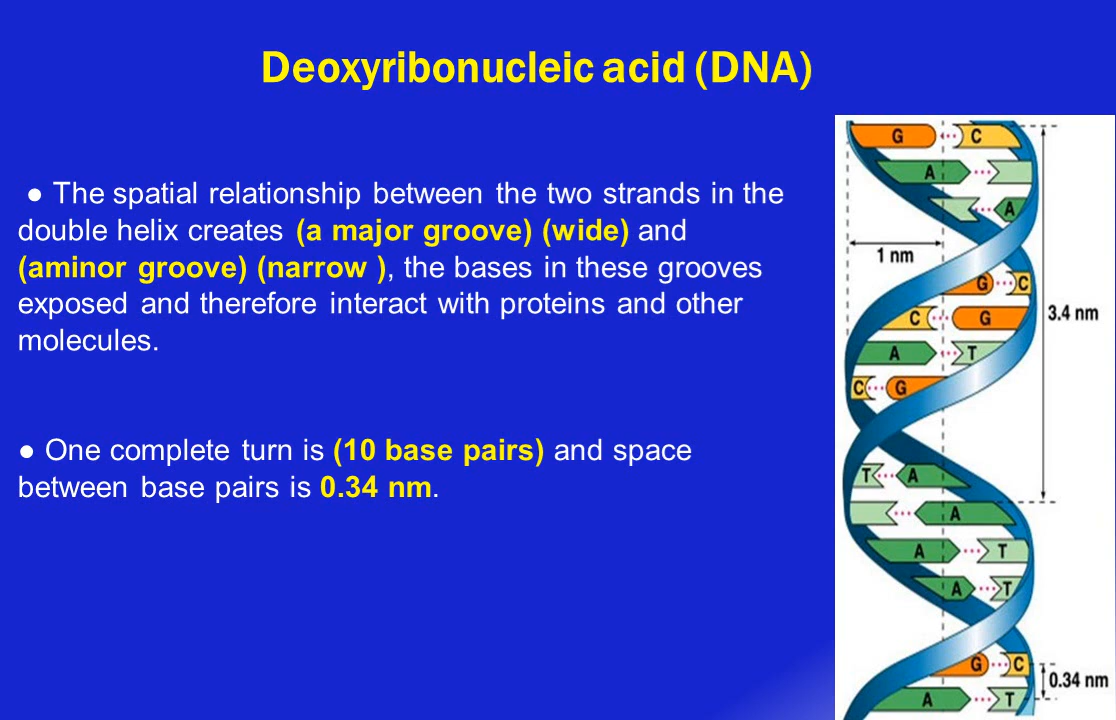 Deoxyribonucleic acid (DNA)
● The spatial relationship between the two strands in the
double helix creates (a major groove) (wide) and
(aminor groove) (narrow ), the bases in these grooves
exposed and therefore interact with proteins and other
molecules.
● One complete turn is (10 base pairs) and space
between base pairs is 0.34 nm.
G C
A
A
1 nm
G C
C G
3.4 nm
A T
C G
T A
A
A T
A T
G C
0.34 nm
A T